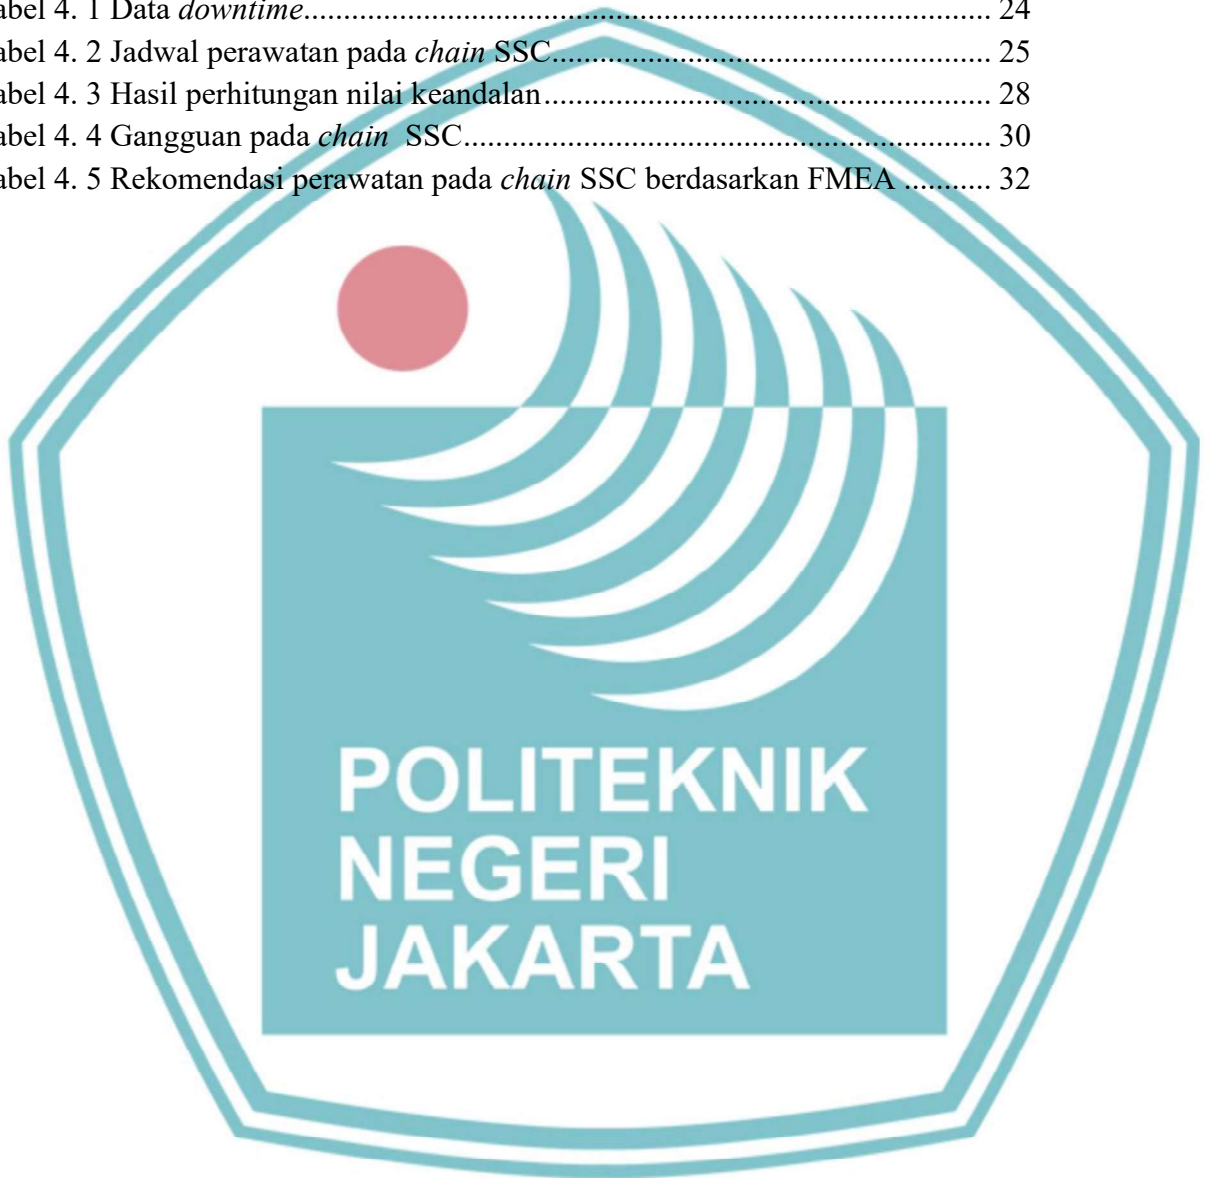 abel 4. 1 Data downtime.................................................................................... 24
abel 4. 2 Jadwal perawatan pada chain SSC..................................................... 25
abel 4. 3 Hasil perhitungan nilai keandalan...................................................... 28
abel 4. 4 Gangguan pada chain  SSC................................................................ 30
abel 4. 5 Rekomendasi perawatan pada chain SSC berdasarkan FMEA ........... 32
POLITEKNIK
NEGERI
JAKARTA